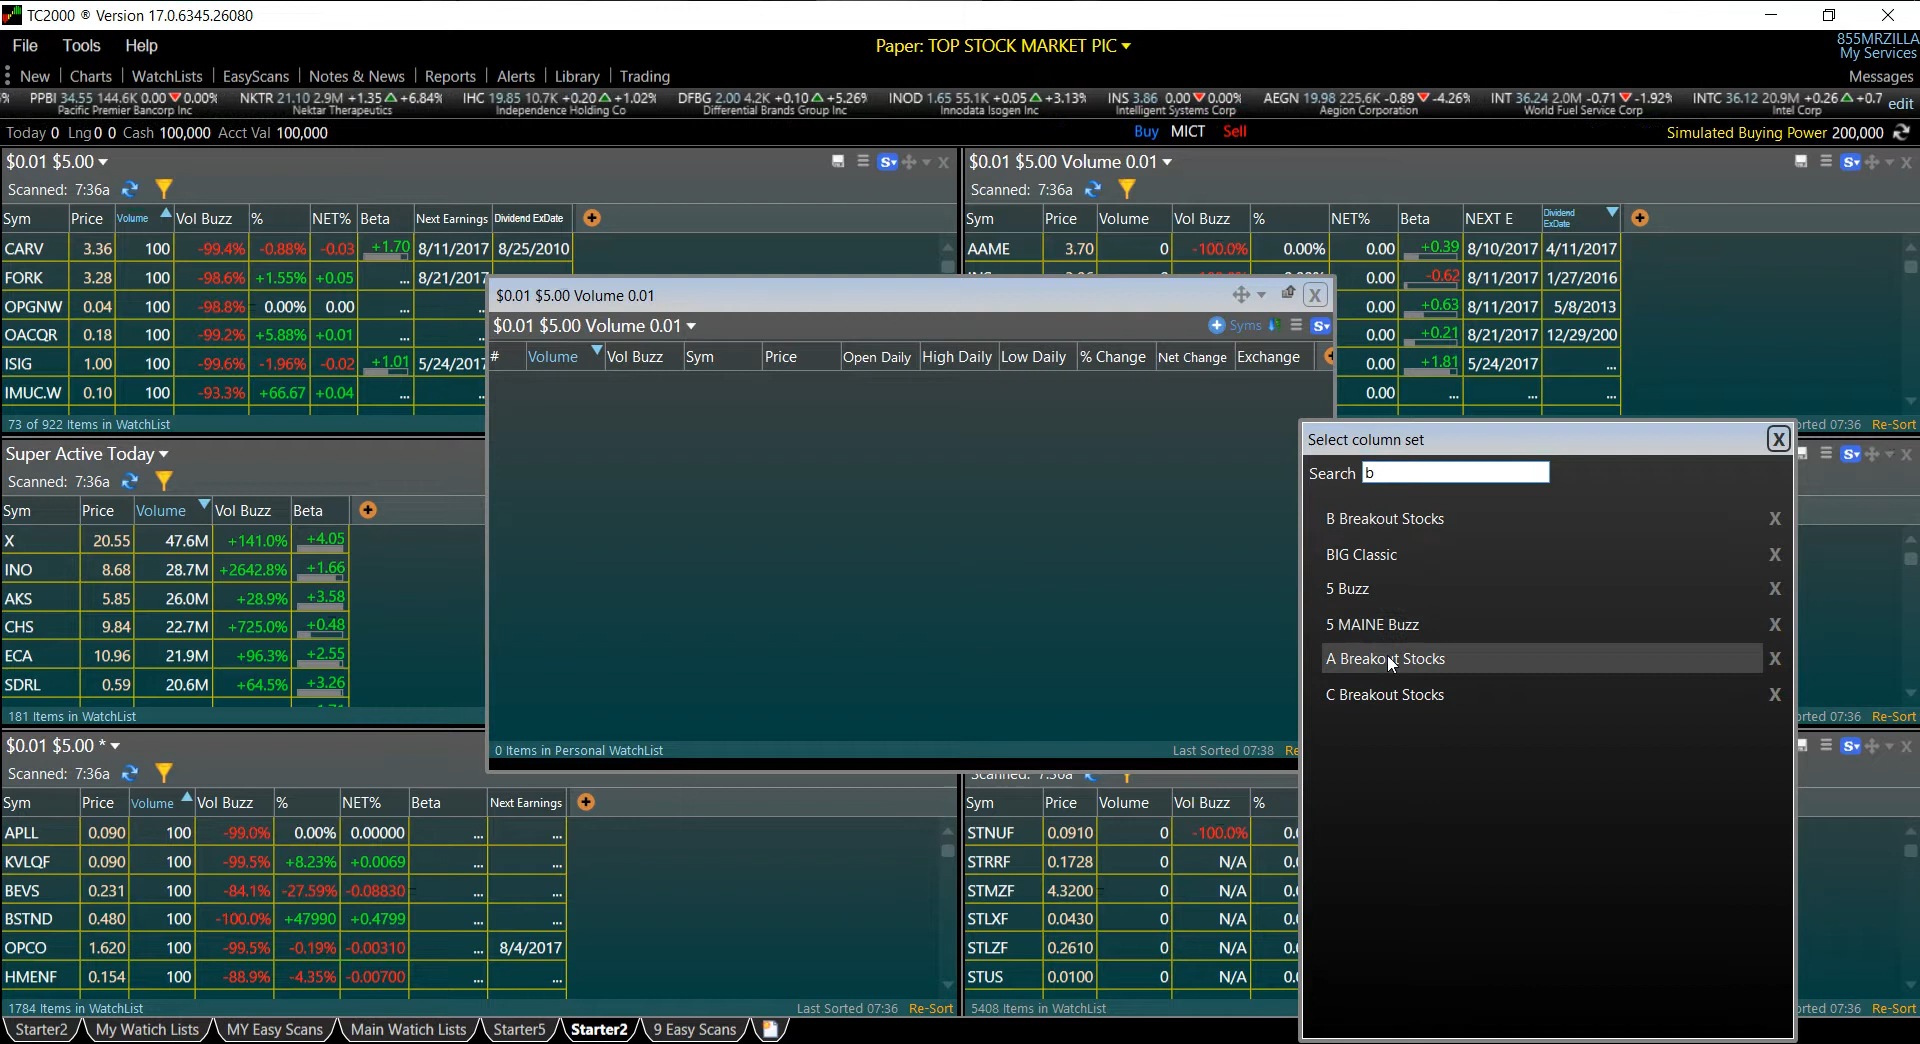 TC2000 ® Version 17.0.6345.26080
File Tools Help
Paper: TOP STOCK MARKET PIC
855MRZILLA
My Services
New Charts WatchLists EasyScans Notes & News Reports Alerts Library Trading
Messages
PPBI 34.55 144.6K 0.00 0.00% NKTR 21.10 2.9M +1.35 +6.84% IHC 19.85 10.7K +0.20 +1.02% DFBG 2.00 4.2K +0.10 +5.26% INOD 1.65 55.1K +0.05 +3.13% INS 3.86 0.00 0.00% AEGN 19.98 225.6K -0.89 -4.26% INT 36.24 2.0M -0.71 -1.92% INTC 36.12 20.9M +0.26 +0.7 edit
Pacific Premier Bancorp Inc Nektar Therapeutics Independence Holding Co Differential Brands Group Inc Innodata Isogen Inc Intelligent Systems Corp Aegion Corporation World Fuel Service Corp Intel Corp
Today 0 Lng 0 0 Cash 100,000 Acct Val 100,000
Buy MICT Sell
Simulated Buying Power 200,000
$0.01 $5.00
Scanned: 7:36a
Sym Price Volume Vol Buzz % NET% Beta Next Earnings Dividend ExDate
CARV 3.36 100 -99.4% -0.88% -0.03 +1.70 8/11/2017 8/25/2010
FORK 3.28 100 -98.6% +1.55% +0.05 ... 8/21/2017
OPGNW 0.04 100 -98.8% 0.00% 0.00 ...
OACQR 0.18 100 -99.2% +5.88% +0.01 ...
ISIG 1.00 100 -99.6% -1.96% -0.02 +1.01 5/24/2017
IMUC.W 0.10 100 -93.3% +66.67 +0.04 ...
73 of 922 Items in WatchList
$0.01 $5.00 Volume 0.01
Scanned: 7:36a
Sym Price Volume Vol Buzz % NET% Beta NEXT E Dividend ExDate
AAME 3.70 0 -100.0% 0.00% 0.00 +0.39 8/10/2017 4/11/2017
0.00 -0.62 8/11/2017 1/27/2016
0.00 +0.63 8/11/2017 5/8/2013
0.00 +0.21 8/21/2017 12/29/200
0.00 +1.81 5/24/2017 ...
0.00 ... ... ...
orted 07:36 Re-Sort
$0.01 $5.00 Volume 0.01
$0.01 $5.00 Volume 0.01
Syms
# Volume Vol Buzz Sym Price Open Daily High Daily Low Daily % Change Net Change Exchange
0 Items in Personal WatchList
Last Sorted 07:38 Re
Select column set
Search b
B Breakout Stocks X
BIG Classic X
5 Buzz X
5 MAINE Buzz X
A Breakout Stocks X
C Breakout Stocks X
Super Active Today
Scanned: 7:36a
Sym Price Volume Vol Buzz Beta
X 20.55 47.6M +141.0% +4.05
INO 8.68 28.7M +2642.8% +1.66
AKS 5.85 26.0M +28.9% +3.58
CHS 9.84 22.7M +725.0% +0.48
ECA 10.96 21.9M +96.3% +2.55
SDRL 0.59 20.6M +64.5% +3.26
181 Items in WatchList
orted 07:36 Re-Sort
$0.01 $5.00 *
Scanned: 7:36a
Sym Price Volume Vol Buzz % NET% Beta Next Earnings
APLL 0.090 100 -99.0% 0.00% 0.00000 ... ...
KVLQF 0.090 100 -99.5% +8.23% +0.0069 ... ...
BEVS 0.231 100 -84.1% -27.59% -0.08830 ... ...
BSTND 0.480 100 -100.0% +47990 +0.4799 ... ...
OPCO 1.620 100 -99.5% -0.19% -0.00310 ... 8/4/2017
HMENF 0.154 100 -88.9% -4.35% -0.00700 ... ...
1784 Items in WatchList
Last Sorted 07:36 Re-Sort
Scanned: 7:36a
Sym Price Volume Vol Buzz %
STNUF 0.0910 0 -100.0% 0.
STRRF 0.1728 0 N/A 0.
STMZF 4.3200 0 N/A 0.
STLXF 0.0430 0 N/A 0.
STLZF 0.2610 0 N/A 0.
STUS 0.0100 0 N/A 0.
5408 Items in WatchList
orted 07:36 Re-Sort
Starter2 My Watich Lists MY Easy Scans Main Watich Lists Starter5 Starter2 9 Easy Scans